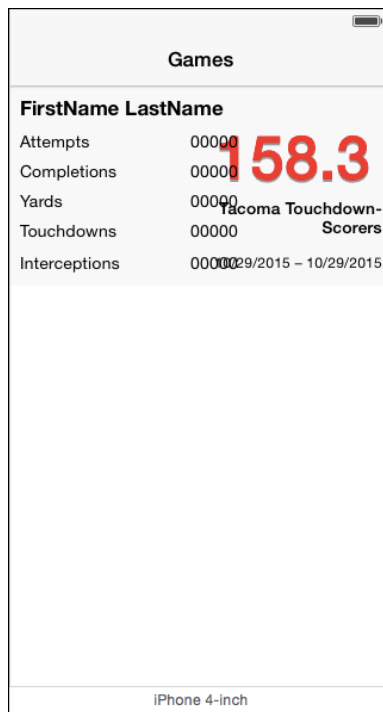 Games
FirstName LastName
Attempts 00000 158.3
Completions 00000
Yards 00000 Tacoma Touchdown-
Touchdowns 00000 Scorers
Interceptions 00000 10/29/2015 – 10/29/2015
iPhone 4-inch